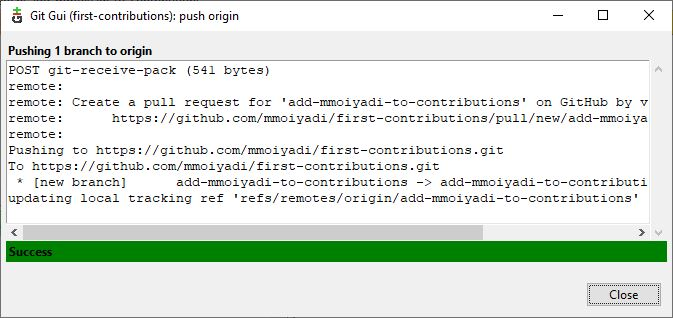 Git Gui (first-contributions): push origin
Pushing 1 branch to origin
POST git-receive-pack (541 bytes)
remote:
remote: Create a pull request for 'add-mmoiyadi-to-contributions' on GitHub by v
remote:      https://github.com/mmoiyadi/first-contributions/pull/new/add-mmoiya
remote:
Pushing to https://github.com/mmoiyadi/first-contributions.git
To https://github.com/mmoiyadi/first-contributions.git
 * [new branch]      add-mmoiyadi-to-contributions -> add-mmoiyadi-to-contributi
updating local tracking ref 'refs/remotes/origin/add-mmoiyadi-to-contributions'
Success
Close